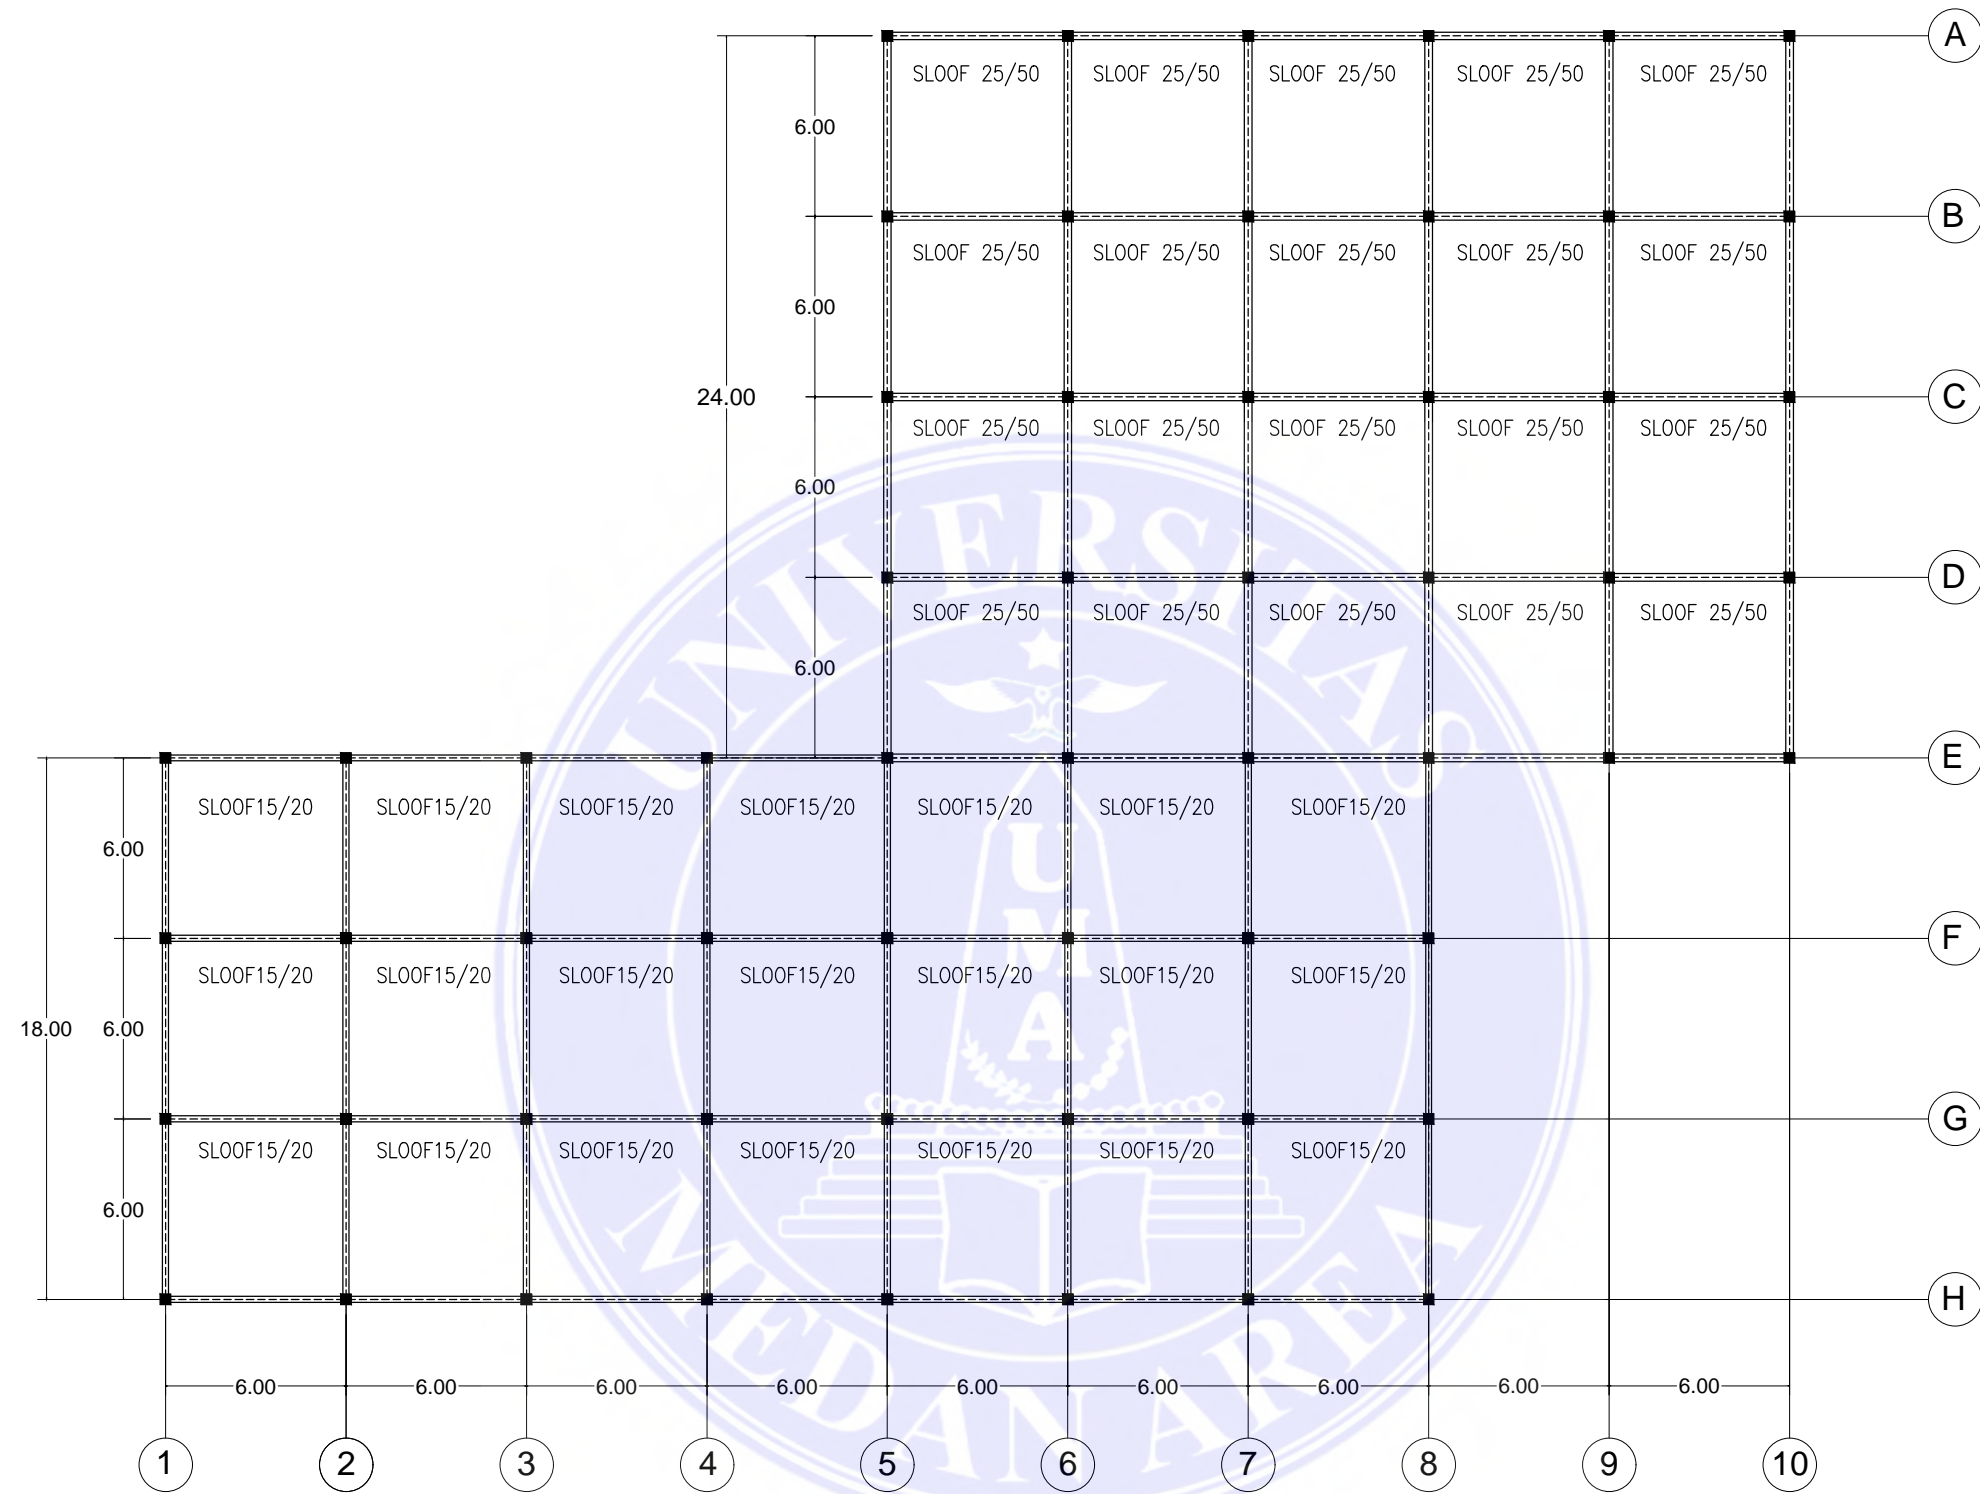 A
SLOOF 25/50 SLOOF 25/50 SLOOF 25/50 SLOOF 25/50 SLOOF 25/50
6.00
B
SLOOF 25/50 SLOOF 25/50 SLOOF 25/50 SLOOF 25/50 SLOOF 25/50
6.00
24.00
C
SLOOF 25/50 SLOOF 25/50 SLOOF 25/50 SLOOF 25/50 SLOOF 25/50
6.00
D
SLOOF 25/50 SLOOF 25/50 SLOOF 25/50 SLOOF 25/50 SLOOF 25/50
6.00
E
SLOOF15/20 SLOOF15/20 SLOOF15/20 SLOOF15/20 SLOOF15/20 SLOOF15/20 SLOOF15/20
6.00
F
SLOOF15/20 SLOOF15/20 SLOOF15/20 SLOOF15/20 SLOOF15/20 SLOOF15/20 SLOOF15/20
18.00
6.00
G
SLOOF15/20 SLOOF15/20 SLOOF15/20 SLOOF15/20 SLOOF15/20 SLOOF15/20 SLOOF15/20
6.00
H
6.00 6.00 6.00 6.00 6.00 6.00 6.00 6.00 6.00
1 2 3 4 5 6 7 8 9 10
UNIVERSITAS
U
M
A
MEDAN AREA